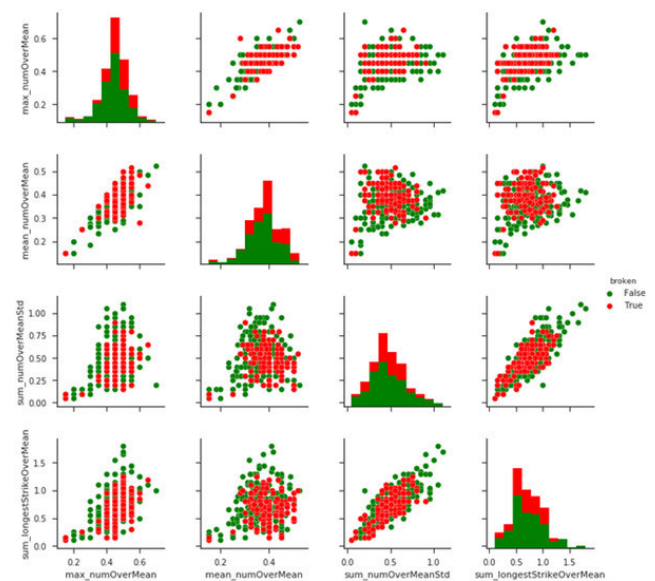 max_numOverMean
0.6
0.4
0.2
mean_numOverMean
0.5
0.4
0.3
0.2
broken
False
True
sum_numOverMeanStd
1.00
0.75
0.50
0.25
0.00
sum_longestStrikeOverMean
1.5
1.0
0.5
0.0
0.2 0.4 0.6 0.2 0.4 0.0 0.5 1.0 0.0 0.5 1.0 1.5
max_numOverMean mean_numOverMean sum_numOverMeanStd sum_longestStrikeOverMean